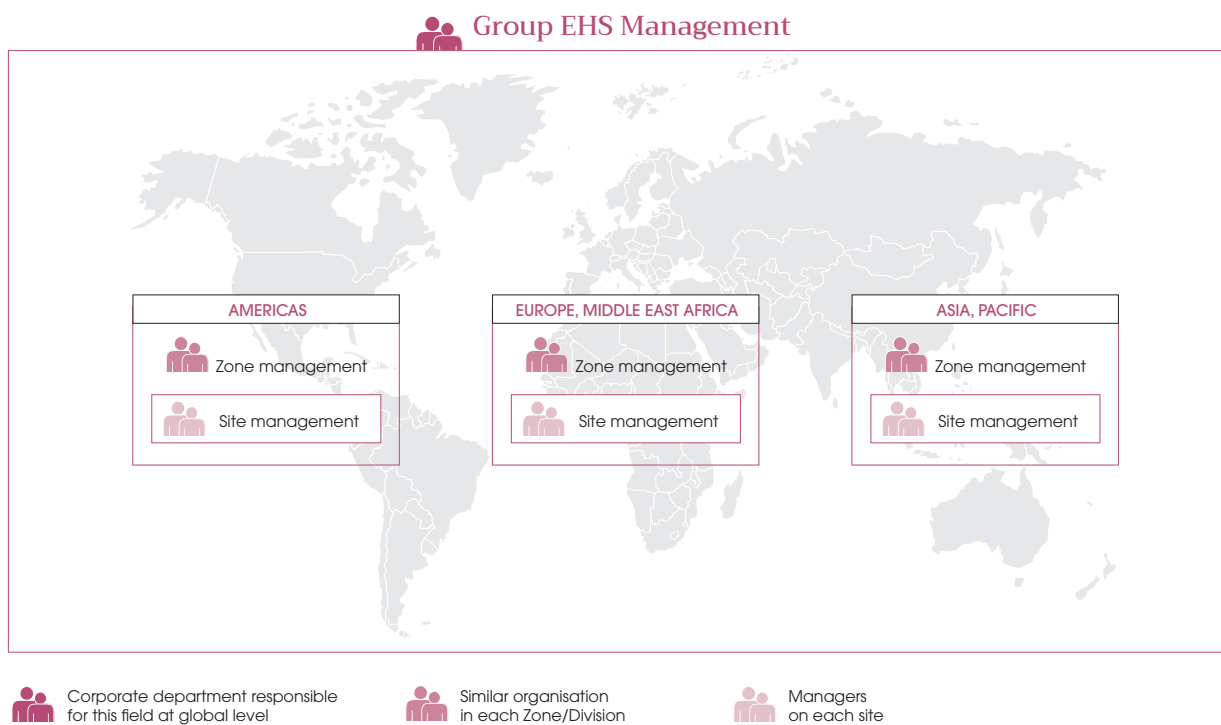 Group EHS Management
AMERICAS
Zone management
Site management
EUROPE, MIDDLE EAST AFRICA
Zone management
Site management
ASIA, PACIFIC
Zone management
Site management
Corporate department responsible
for this field at global level
Similar organisation
in each Zone/Division
Managers
on each site